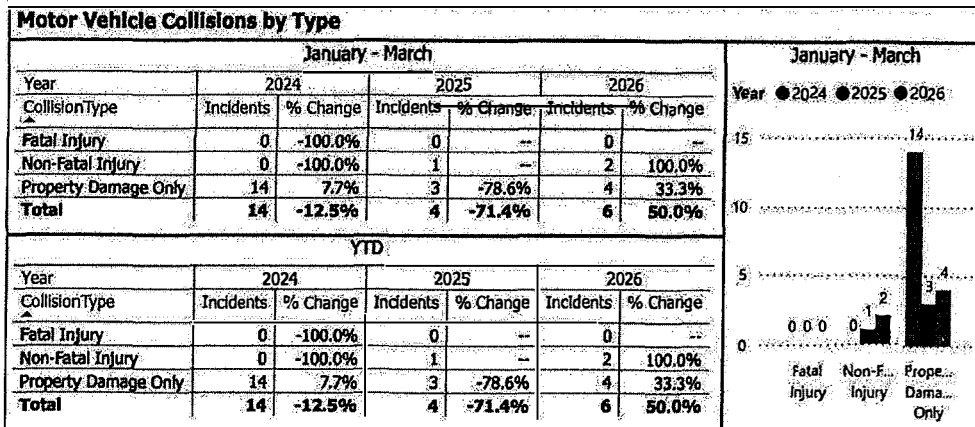 Motor Vehicle Collisions by Type
January - March
Year 2024 2025 2026
CollisionType Incidents % Change Incidents % Change Incidents % Change
Fatal Injury 0 -100.0% 0 -- 0 --
Non-Fatal Injury 0 -100.0% 1 -- 2 100.0%
Property Damage Only 14 7.7% 3 -78.6% 4 33.3%
Total 14 -12.5% 4 -71.4% 6 50.0%
YTD
Year 2024 2025 2026
CollisionType Incidents % Change Incidents % Change Incidents % Change
Fatal Injury 0 -100.0% 0 -- 0 --
Non-Fatal Injury 0 -100.0% 1 -- 2 100.0%
Property Damage Only 14 7.7% 3 -78.6% 4 33.3%
Total 14 -12.5% 4 -71.4% 6 50.0%
January - March
Year 2024 2025 2026
15
14
10
5
0
0 0 0
0 1 2
3 4
Fatal Non-F... Prope...
Injury Injury Dama...
Only